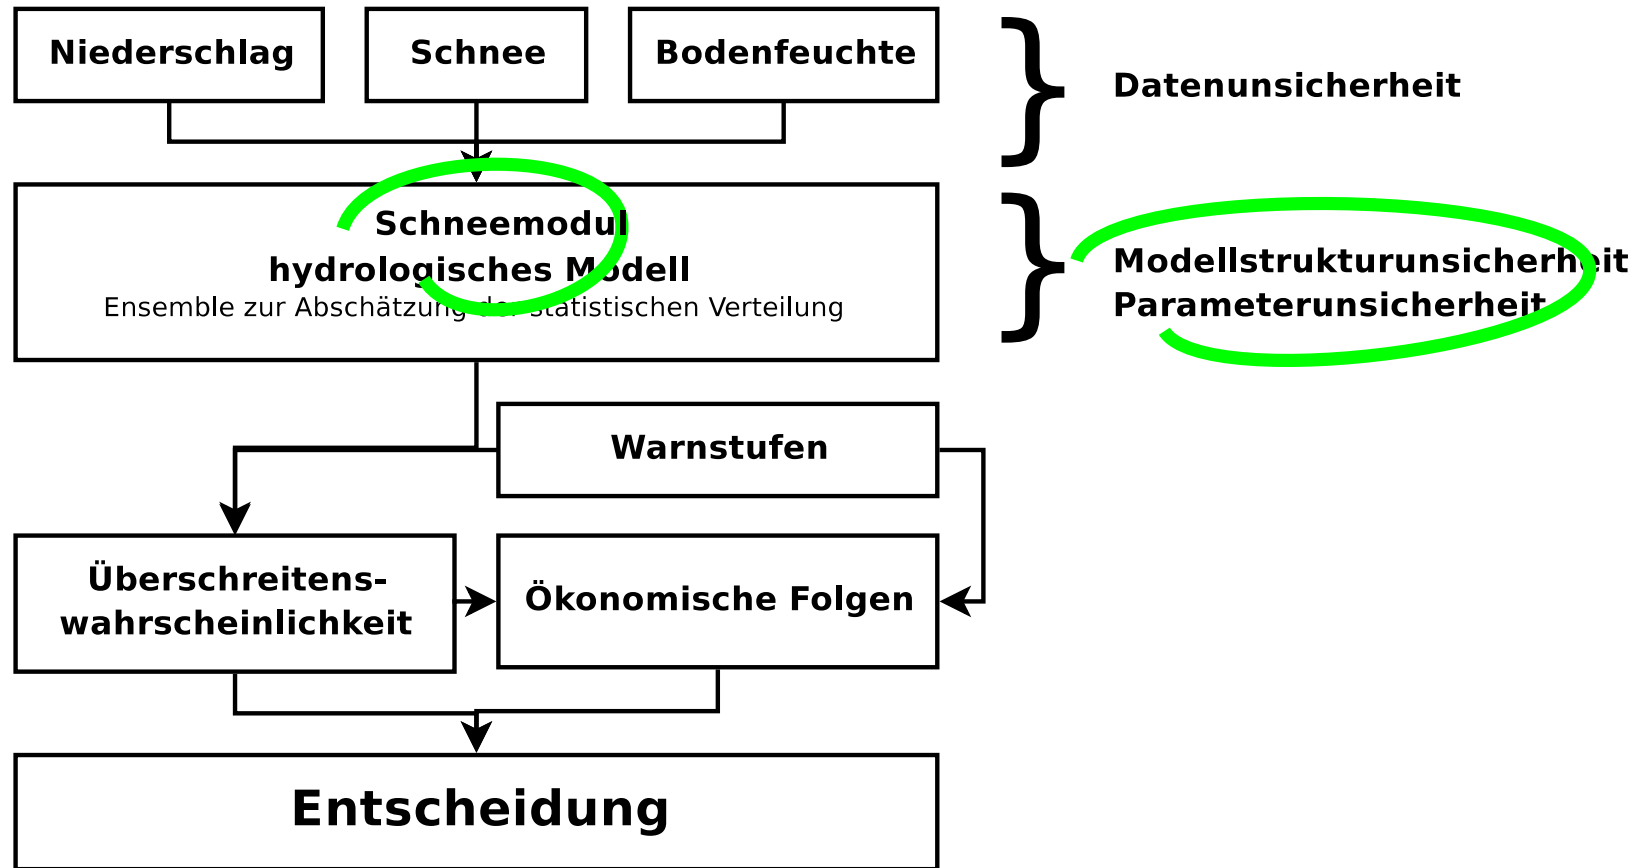 Niederschlag
Schnee
Bodenfeuchte
Datenunsicherheit
Schneemodul
hydrologisches Modell
Ensemble zur Abschätzung der statistischen Verteilung
Modellstrukturunsicherheit
Parameterunsicherheit
Warnstufen
Überschreitens-
wahrscheinlichkeit
Ökonomische Folgen
Entscheidung